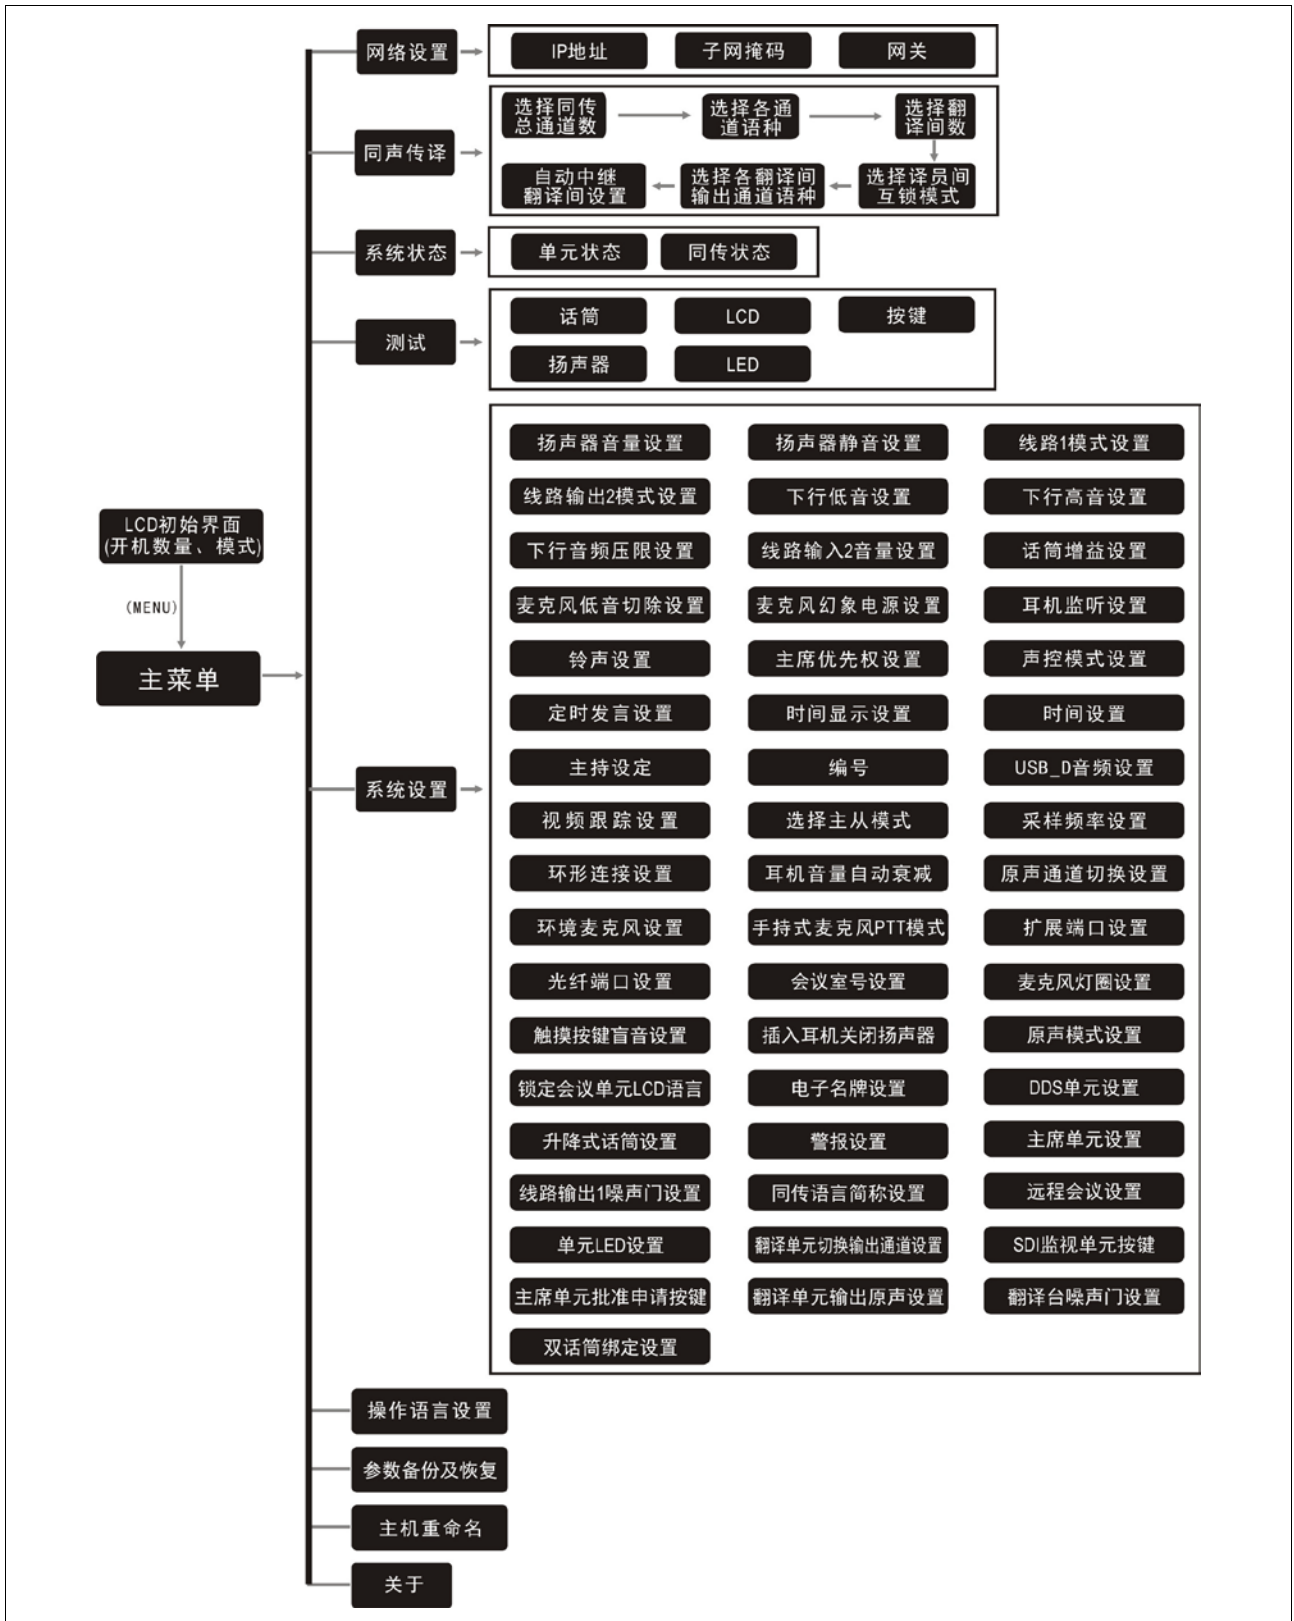 网络设置
IP地址
子网掩码
网关
同声传译
选择同传
总通道数
选择各通
道语种
选择翻
译间数
自动中继
翻译间设置
选择各翻译间
输出通道语种
选择译员间
互锁模式
系统状态
单元状态
同传状态
测试
话筒
LCD
按键
扬声器
LED
LCD初始界面
(开机数量、模式)
(MENU)
主菜单
系统设置
扬声器音量设置
扬声器静音设置
线路1模式设置
线路输出2模式设置
下行低音设置
下行高音设置
下行音频压限设置
线路输入2音量设置
话筒增益设置
麦克风低音切除设置
麦克风幻象电源设置
耳机监听设置
铃声设置
主席优先权设置
声控模式设置
定时发言设置
时间显示设置
时间设置
主持设定
编号
USB_D音频设置
视频跟踪设置
选择主从模式
采样频率设置
环形连接设置
耳机音量自动衰减
原声通道切换设置
环境麦克风设置
手持式麦克风PTT模式
扩展端口设置
光纤端口设置
会议室号设置
麦克风灯圈设置
触摸按键盲音设置
插入耳机关闭扬声器
原声模式设置
锁定会议单元LCD语言
电子名牌设置
DDS单元设置
升降式话筒设置
警报设置
主席单元设置
线路输出1噪声门设置
同传语言简称设置
远程会议设置
单元LED设置
翻译单元切换输出通道设置
SDI监视单元按键
主席单元批准申请按键
翻译单元输出原声设置
翻译台噪声门设置
双话筒绑定设置
操作语言设置
参数备份及恢复
主机重命名
关于